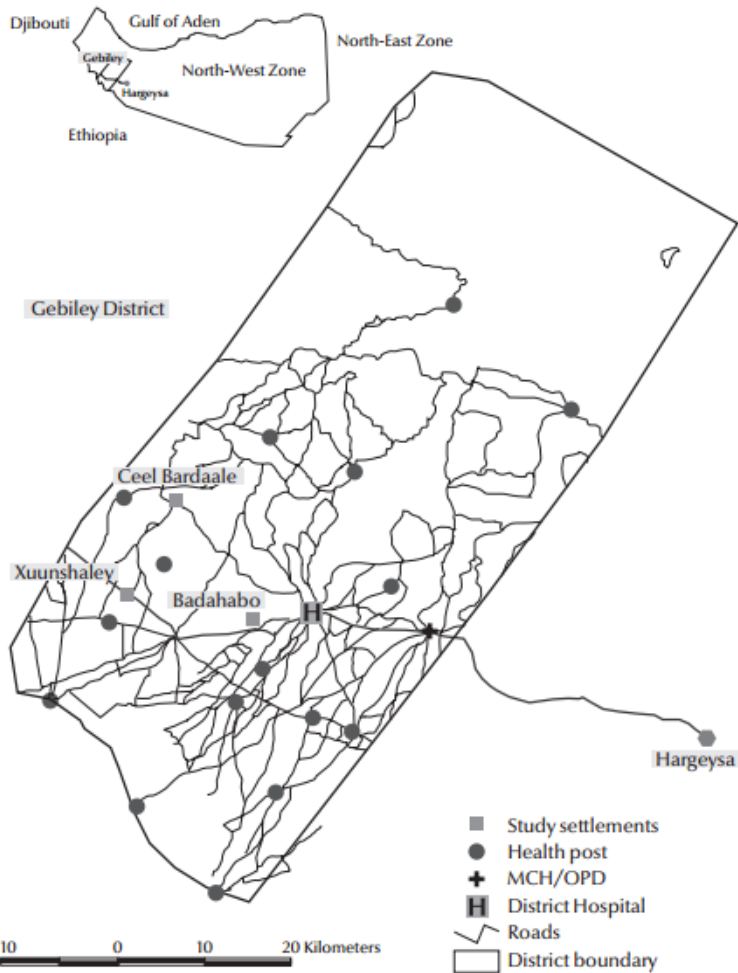 Djibouti
Gulf of Aden
North-East Zone
Gebiley
North-West Zone
Hargeysa
Ethiopia
Gebiley District
Ceel Bardaale
Xuunshaley
Badahabo
H
Hargeysa
Study settlements
Health post
MCH/OPD
H District Hospital
Roads
District boundary
10 0 10 20 Kilometers